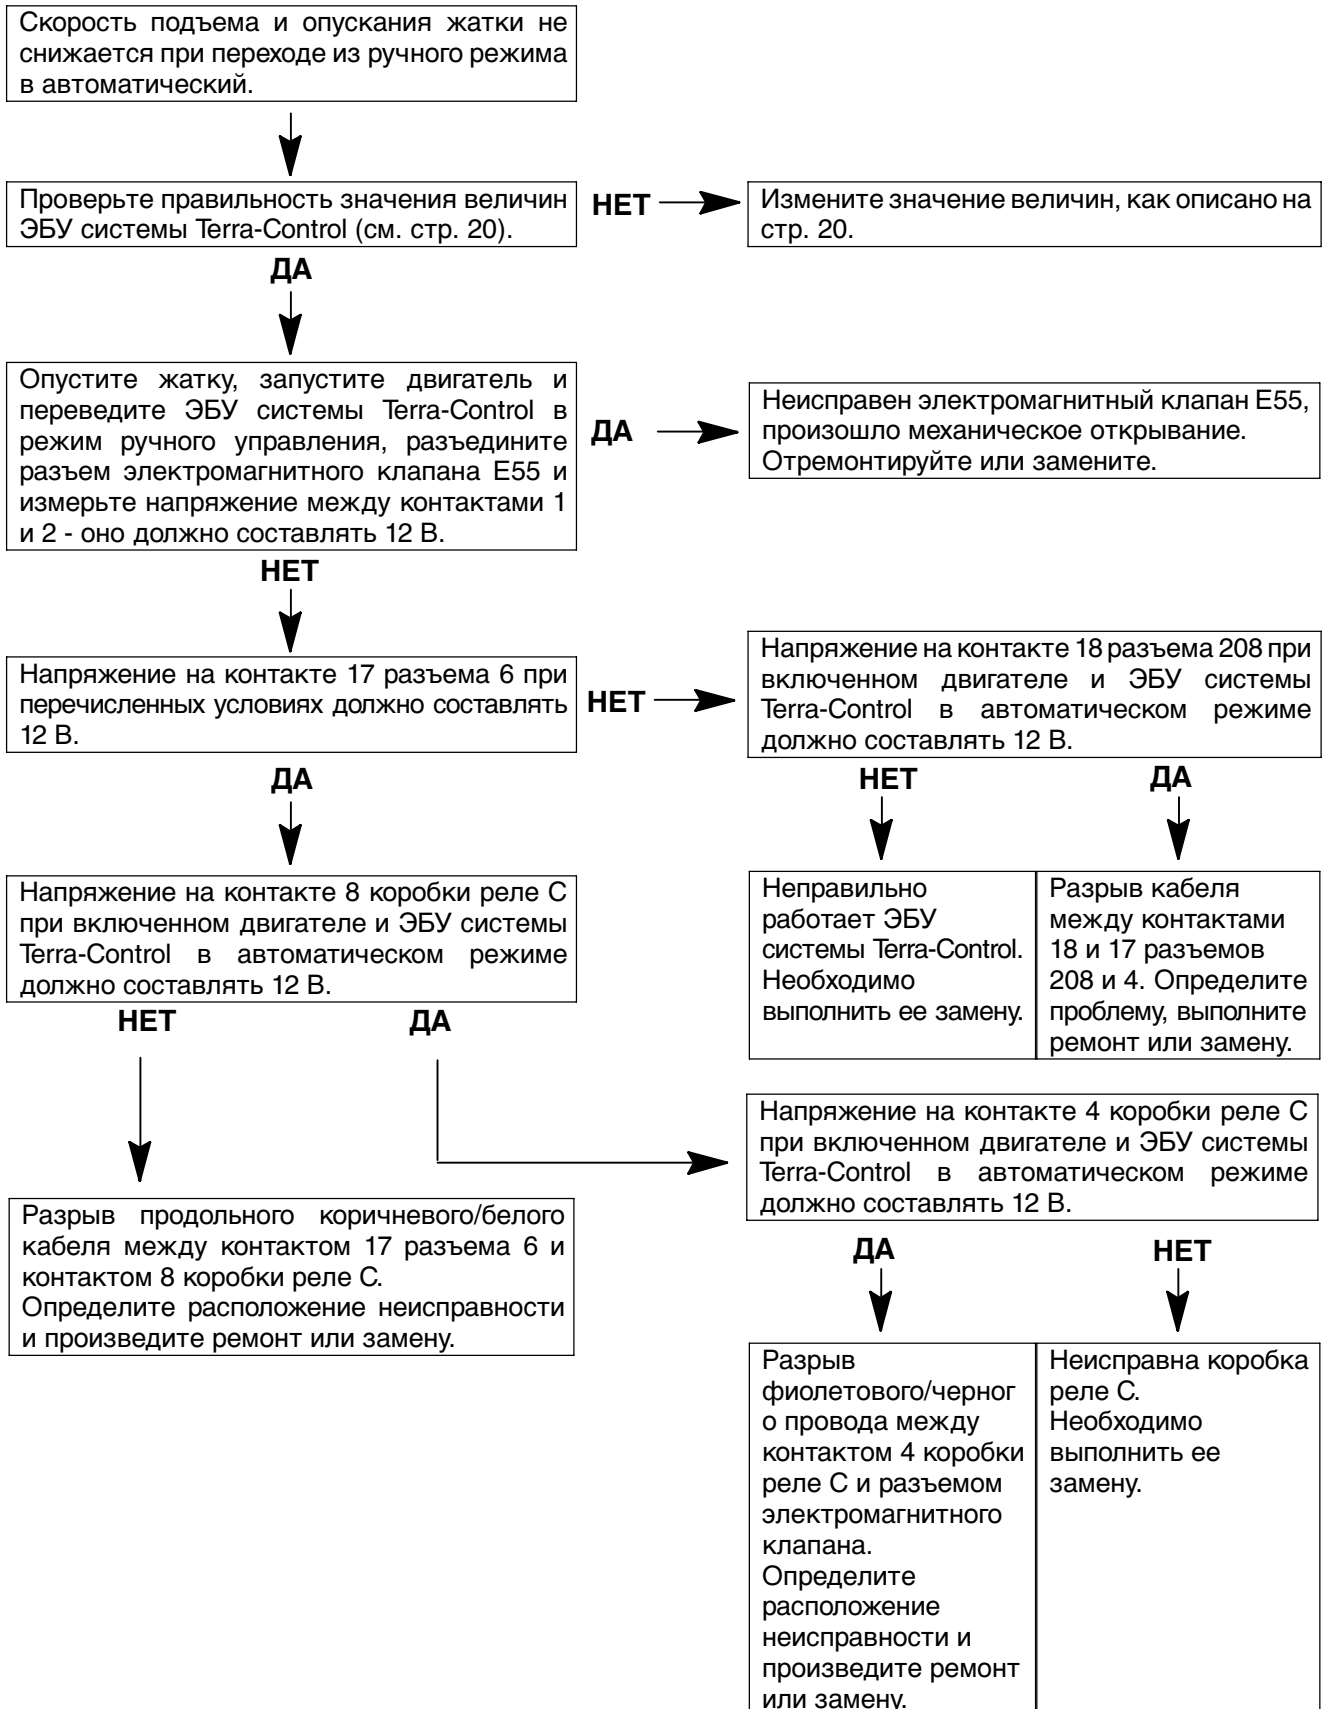 Скорость подъема и опускания жатки не
снижается при переходе из ручного режима
в автоматический.
Проверьте правильность значения величин
ЭБУ системы Terra-Control (см. стр. 20).
НЕТ
Измените значение величин, как описано на
стр. 20.
ДА
Опустите жатку, запустите двигатель и
переведите ЭБУ системы Terra-Control в
режим ручного управления, разъедините
разъем электромагнитного клапана E55 и
измерьте напряжение между контактами 1
и 2 - оно должно составлять 12 В.
ДА
Неисправен электромагнитный клапан E55,
произошло механическое открывание.
Отремонтируйте или замените.
НЕТ
Напряжение на контакте 17 разъема 6 при
перечисленных условиях должно составлять
12 В.
НЕТ
Напряжение на контакте 18 разъема 208 при
включенном двигателе и ЭБУ системы
Terra-Control в автоматическом режиме
должно составлять 12 В.
ДА
НЕТ
ДА
Напряжение на контакте 8 коробки реле C
при включенном двигателе и ЭБУ системы
Terra-Control в автоматическом режиме
должно составлять 12 В.
Неправильно
работает ЭБУ
системы Terra-Control.
Необходимо
выполнить ее замену.
Разрыв кабеля
между контактами
18 и 17 разъемов
208 и 4. Определите
проблему, выполните
ремонт или замену.
НЕТ
ДА
Напряжение на контакте 4 коробки реле C
при включенном двигателе и ЭБУ системы
Terra-Control в автоматическом режиме
должно составлять 12 В.
Разрыв продольного коричневого/белого
кабеля между контактом 17 разъема 6 и
контактом 8 коробки реле C.
Определите расположение неисправности
и произведите ремонт или замену.
ДА
НЕТ
Разрыв
фиолетового/черног
о провода между
контактом 4 коробки
реле C и разъемом
электромагнитного
клапана.
Определите
расположение
неисправности и
произведите ремонт
или замену.
Неисправна коробка
реле C.
Необходимо
выполнить ее
замену.